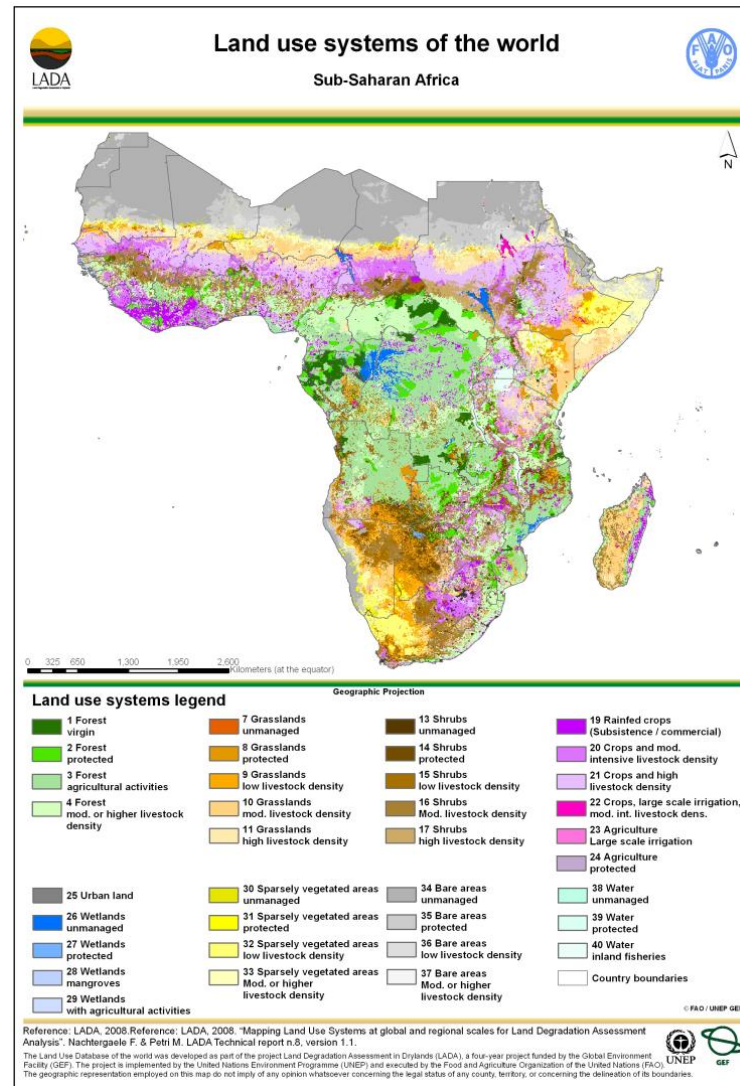 Land use systems of the world
Sub-Saharan Africa
LADA
F A O
FIAT PANIS
N
0 325 650 1,300 1,950 2,600
Kilometers (at the equator)
Geographic Projection
Land use systems legend
1 Forest
virgin
2 Forest
protected
3 Forest
agricultural activities
4 Forest
mod. or higher livestock
density
7 Grasslands
unmanaged
8 Grasslands
protected
9 Grasslands
low livestock density
10 Grasslands
mod. livestock density
11 Grasslands
high livestock density
13 Shrubs
unmanaged
14 Shrubs
protected
15 Shrubs
low livestock density
16 Shrubs
Mod. livestock density
17 Shrubs
high livestock density
19 Rainfed crops
(Subsistence / commercial)
20 Crops and mod.
intensive livestock density
21 Crops and high
livestock density
22 Crops, large scale irrigation,
mod. int. livestock dens.
23 Agriculture
Large scale irrigation
24 Agriculture
protected
25 Urban land
26 Wetlands
unmanaged
27 Wetlands
protected
28 Wetlands
mangroves
29 Wetlands
with agricultural activities
30 Sparsely vegetated areas
unmanaged
31 Sparsely vegetated areas
protected
32 Sparsely vegetated areas
low livestock density
33 Sparsely vegetated areas
Mod. or higher
livestock density
34 Bare areas
unmanaged
35 Bare areas
protected
36 Bare areas
low livestock density
37 Bare areas
Mod. or higher
livestock density
38 Water
unmanaged
39 Water
protected
40 Water
inland fisheries
Country boundaries
© FAO / UNEP GEF
Reference: LADA, 2008.Reference: LADA, 2008. "Mapping Land Use Systems at global and regional scales for Land Degradation Assessment
Analysis". Nachtergaele F. & Petri M. LADA Technical report n.8, version 1.1.
The Land Use Database of the world was developed as part of the project Land Degradation Assessment in Drylands (LADA), a four-year project funded by the Global Environment
Facility (GEF). The project is implemented by the United Nations Environment Programme (UNEP) and executed by the Food and Agriculture Organization of the United Nations (FAO).
The geographic representation employed on this map do not imply of any opinion whatsoever concerning the legal status of any county, territory, or concerning the delineation of its boundaries.
UNEP
GEF